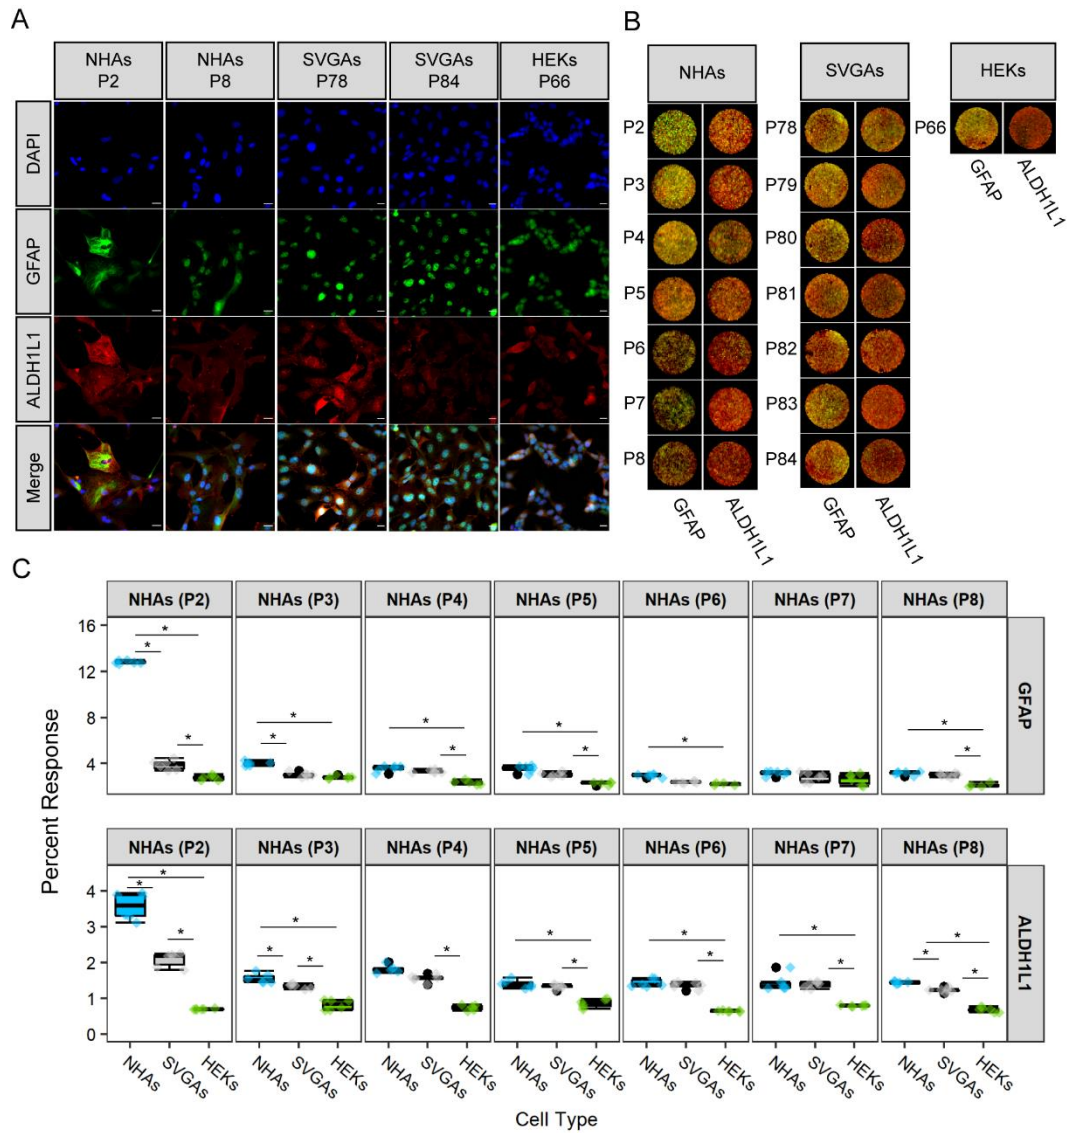 A
NHAs P2
NHAs P8
SVGAs P78
SVGAs P84
HEKs P66
DAPI
GFAP
ALDH1L1
Merge
B
NHAs
SVGAs
HEKs
P2
P3
P4
P5
P6
P7
P8
GFAP
ALDH1L1
P78
P79
P80
P81
P82
P83
P84
GFAP
ALDH1L1
P66
GFAP
ALDH1L1
C
Percent Response
NHAs (P2)
NHAs (P3)
NHAs (P4)
NHAs (P5)
NHAs (P6)
NHAs (P7)
NHAs (P8)
GFAP
16
12
8
4
* * *
* *
* *
* *
*
* *
NHAs (P2)
NHAs (P3)
NHAs (P4)
NHAs (P5)
NHAs (P6)
NHAs (P7)
NHAs (P8)
ALDH1L1
4
3
2
1
0
* * *
* * *
*
* *
* *
* *
* * *
NHAs SVGAs HEKs
NHAs SVGAs HEKs
NHAs SVGAs HEKs
NHAs SVGAs HEKs
NHAs SVGAs HEKs
NHAs SVGAs HEKs
NHAs SVGAs HEKs
Cell Type